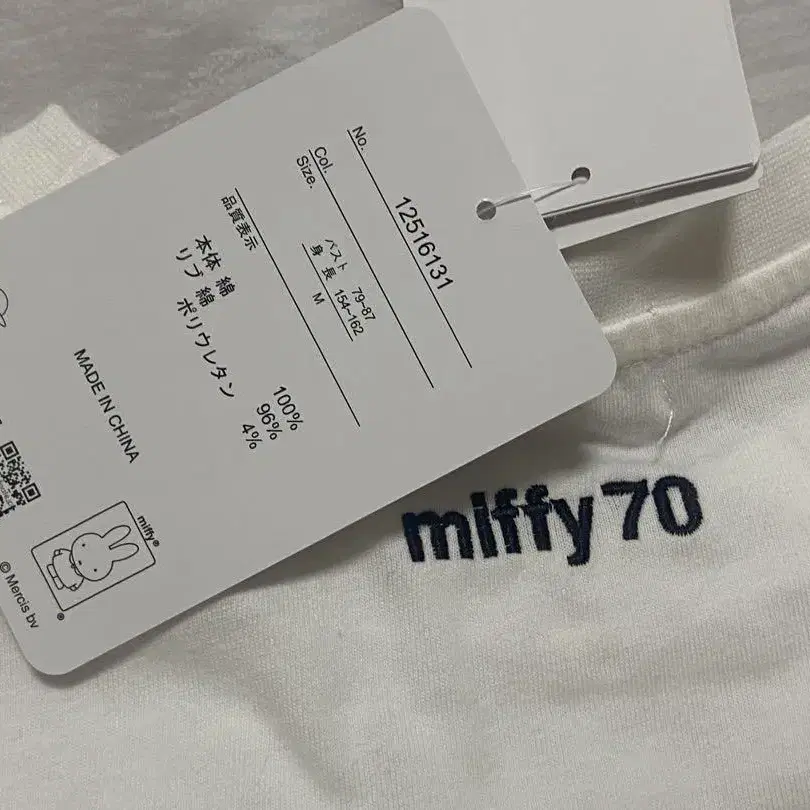 No.
12516131
Col.
Size.
バスト 79~87
身 長 154~162
M
品質表示
本体 綿 100%
リブ 綿 96%
ポリウレタン 4%
MADE IN CHINA
miffy®
®
© Mercis bv
miffy 70